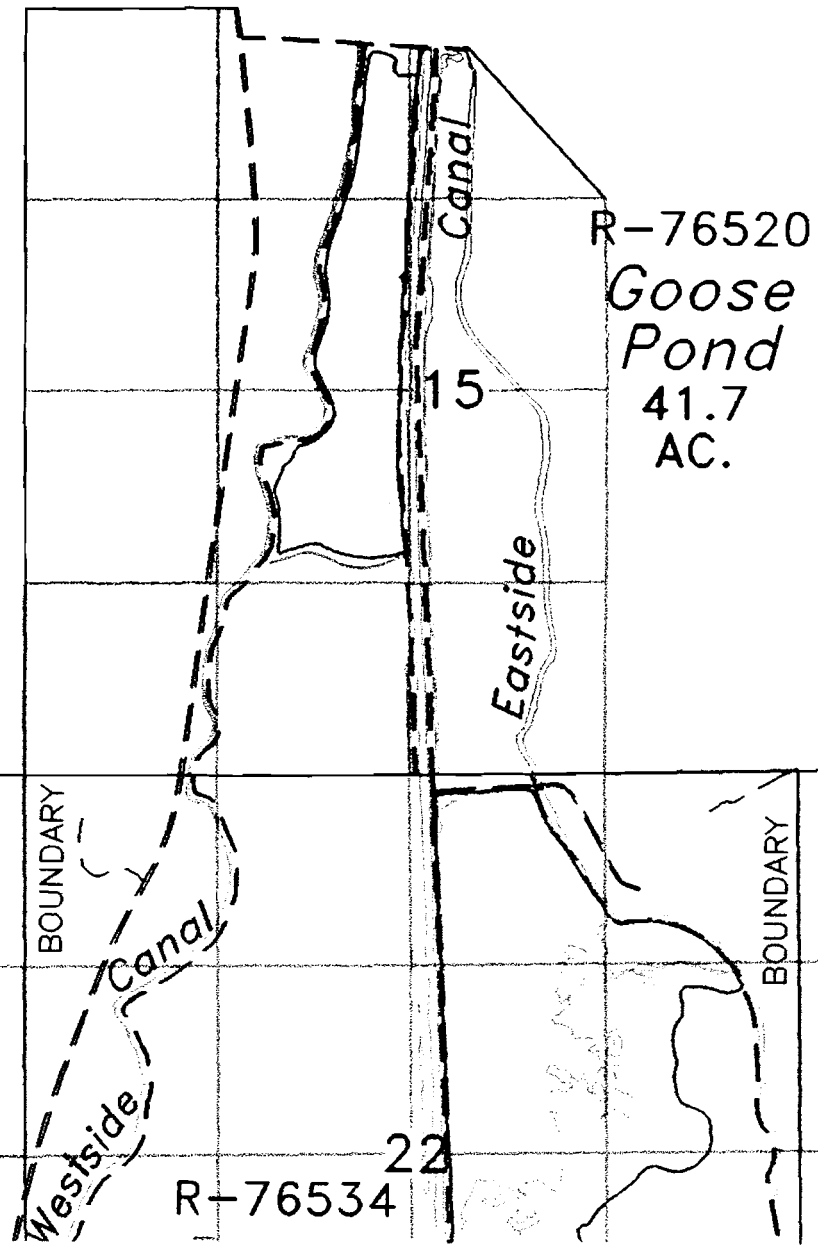 Canal
R-76520
Goose
Pond
41.7
AC.
15
Eastside
BOUNDARY
BOUNDARY
Canal
Westside
22
R-76534